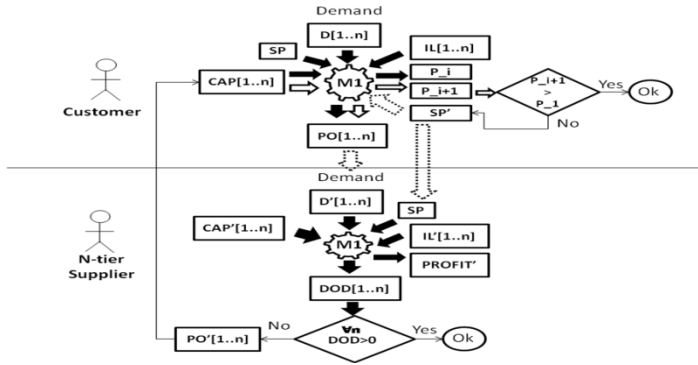 Demand
D[1..n]
SP
IL[1..n]
CAP[1..n]
M1
P_i
P_i+1
SP'
P_i+1
>
P_1
Yes
Ok
No
Customer
PO[1..n]
Demand
D'[1..n]
SP
CAP'[1..n]
M1
IL'[1..n]
PROFIT'
N-tier
Supplier
DOD[1..n]
PO'[1..n]
No
∀n
DOD>0
Yes
Ok